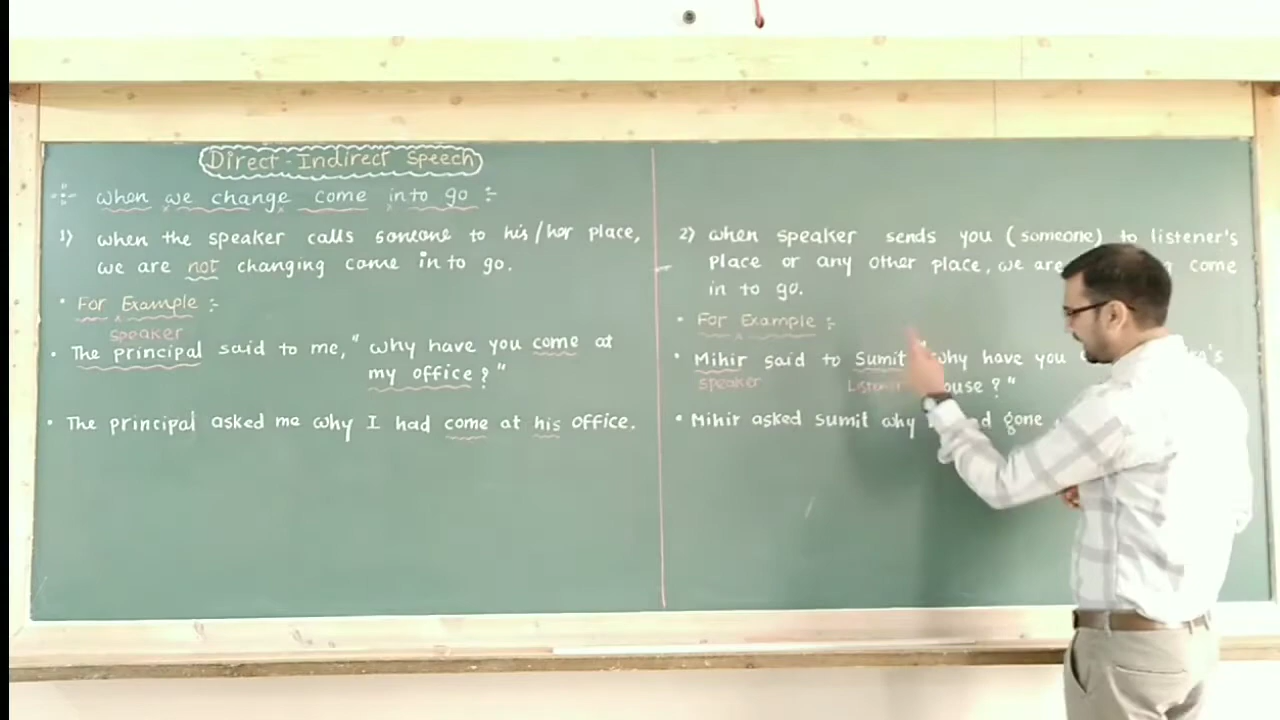 Direct-Indirect Speech
when we change come into go :-
1) when the speaker calls someone to his/her place,
we are not changing come in to go.
• For Example :-
speaker
• The principal said to me, "why have you come at
my office?"
• The principal asked me why I had come at his office.
2) when speaker sends you (someone) to listener's
place or any other place, we are come
in to go.
• For Example :-
• Mihir said to Sumit "why have you
speaker Listener ?"
• Mihir asked sumit why gone